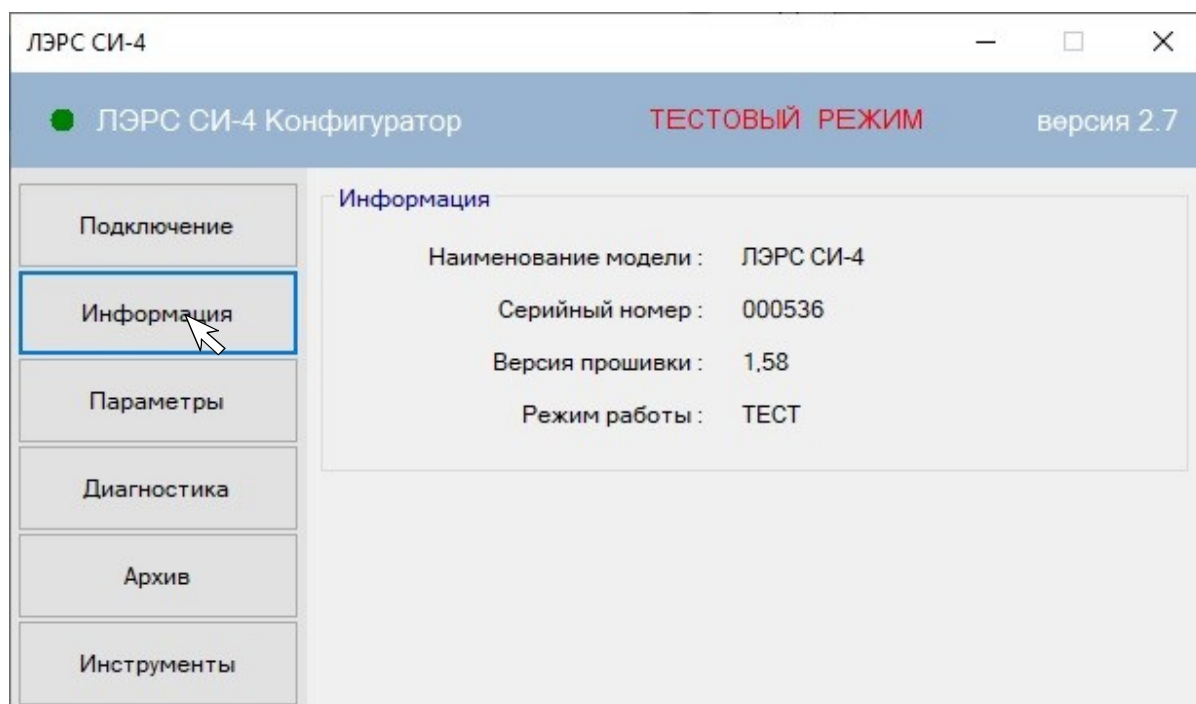 ЛЭРС СИ-4
ЛЭРС СИ-4 Конфигуратор ТЕСТОВЫЙ РЕЖИМ версия 2.7
Подключение
Информация
Параметры
Диагностика
Архив
Инструменты
Информация
Наименование модели : ЛЭРС СИ-4
Серийный номер : 000536
Версия прошивки : 1,58
Режим работы : ТЕСТ